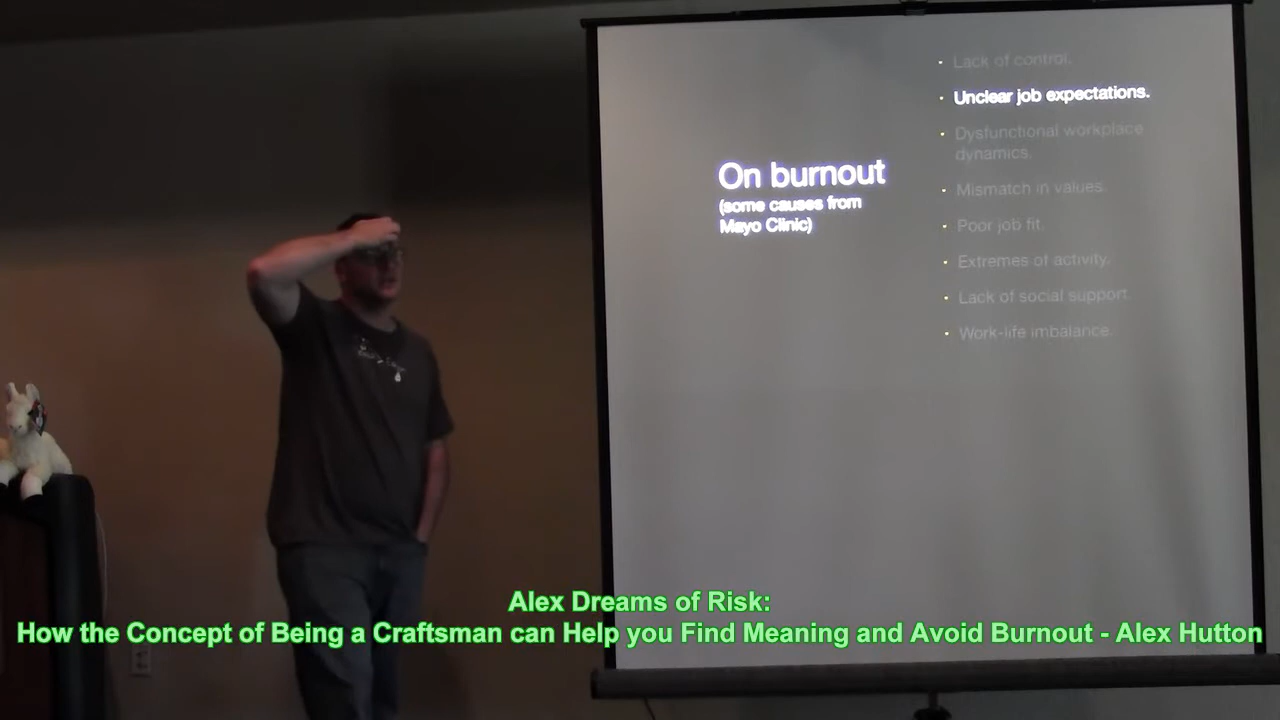 On burnout
(some causes from
Mayo Clinic)
Lack of control.
Unclear job expectations.
Dysfunctional workplace
dynamics.
Mismatch in values.
Poor job fit.
Extremes of activity.
Lack of social support.
Work-life imbalance.
Alex Dreams of Risk:
How the Concept of Being a Craftsman can Help you Find Meaning and Avoid Burnout - Alex Hutton